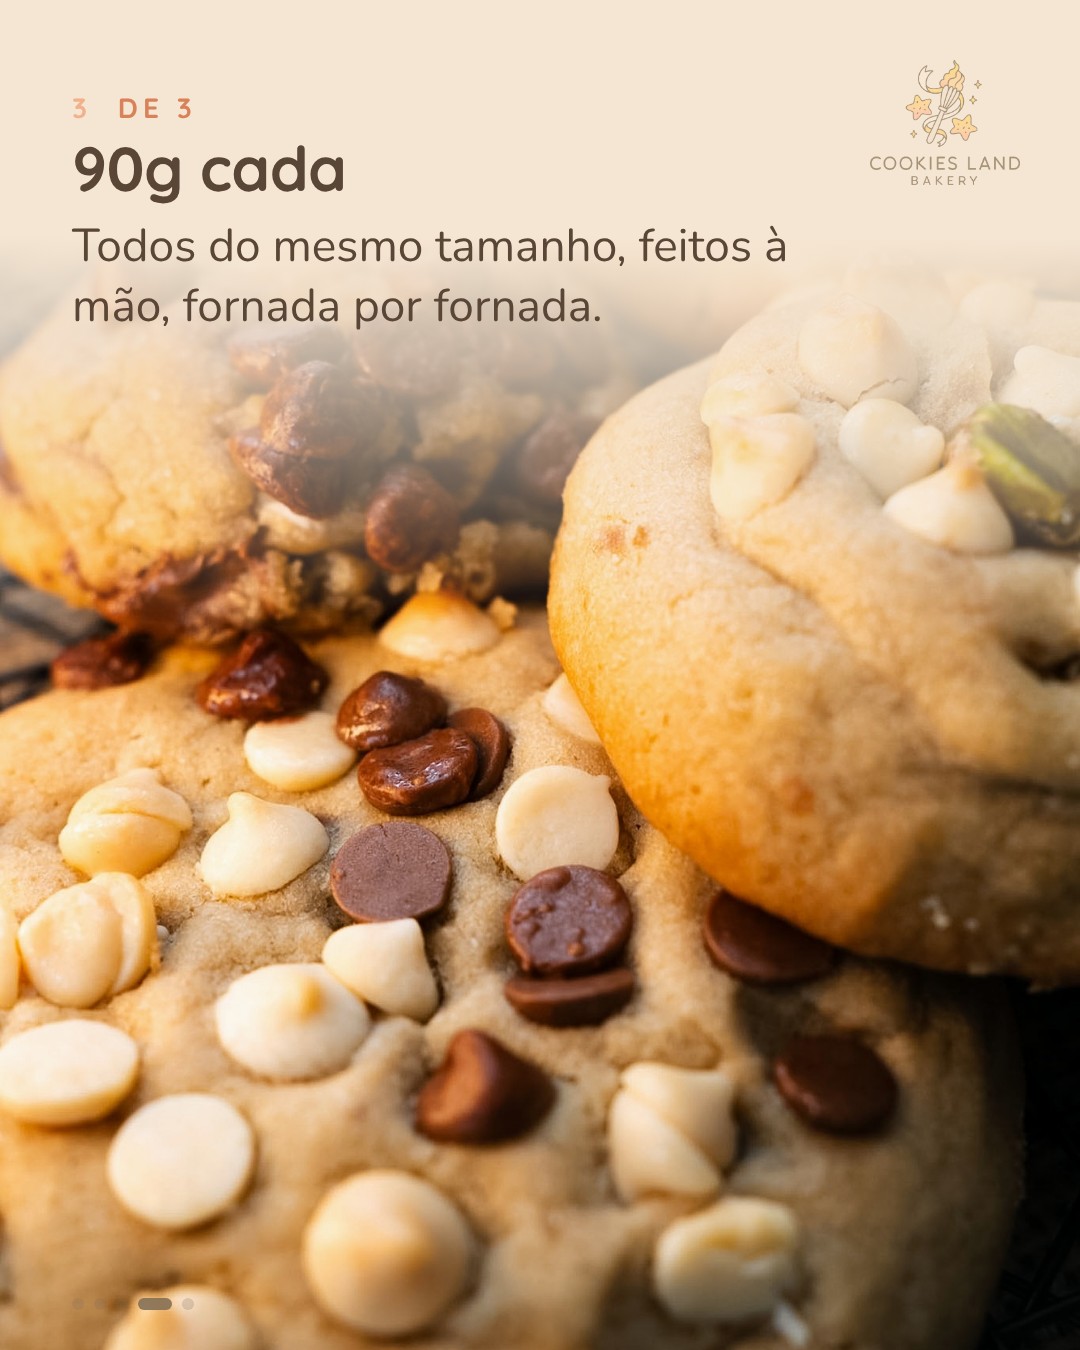 3 DE 3
90g cada
Todos do mesmo tamanho, feitos à
mão, fornada por fornada.
COOKIES LAND
BAKERY